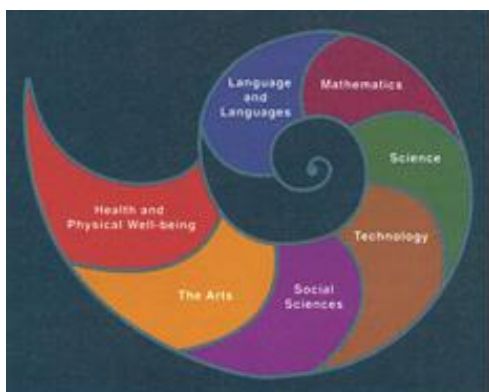 Language
and
Languages
Mathematics
Science
Technology
Social
Sciences
The Arts
Health and
Physical Well-being